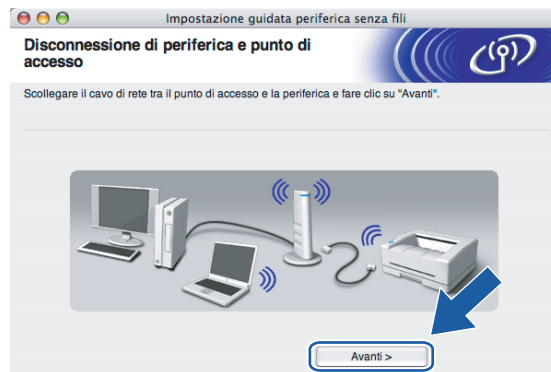 Impostazione guidata periferica senza fili
Disconnessione di periferica e punto di
accesso
Scollegare il cavo di rete tra il punto di accesso e la periferica e fare clic su "Avanti".
Avanti >